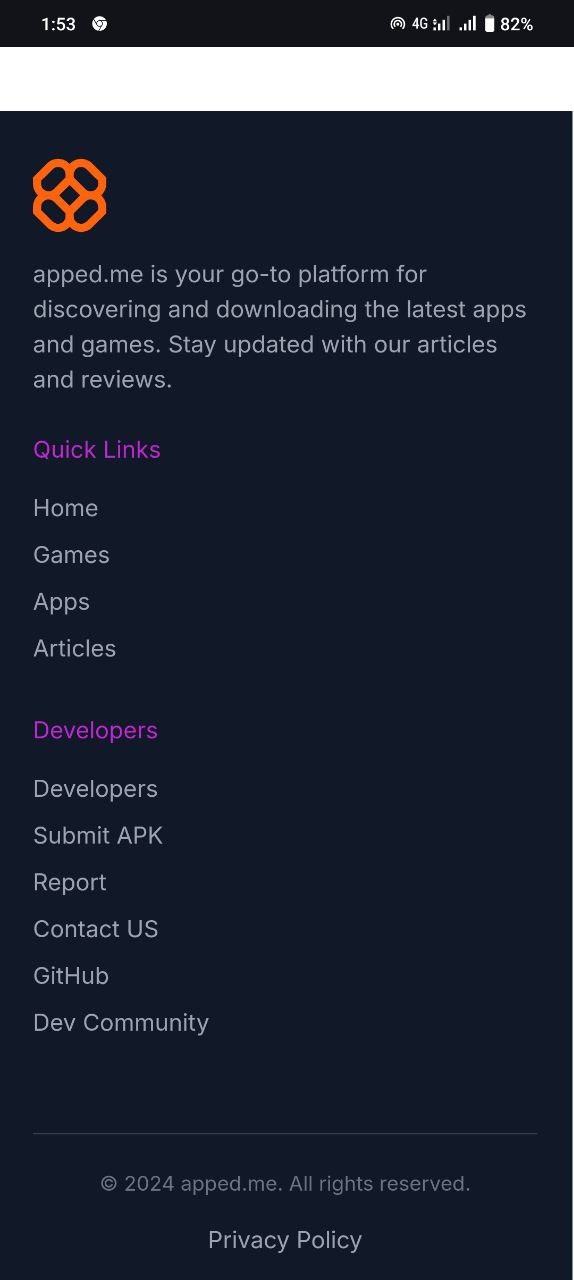 1:53
4G
82%
apped.me is your go-to platform for
discovering and downloading the latest apps
and games. Stay updated with our articles
and reviews.
Quick Links
Home
Games
Apps
Articles
Developers
Developers
Submit APK
Report
Contact US
GitHub
Dev Community
© 2024 apped.me. All rights reserved.
Privacy Policy